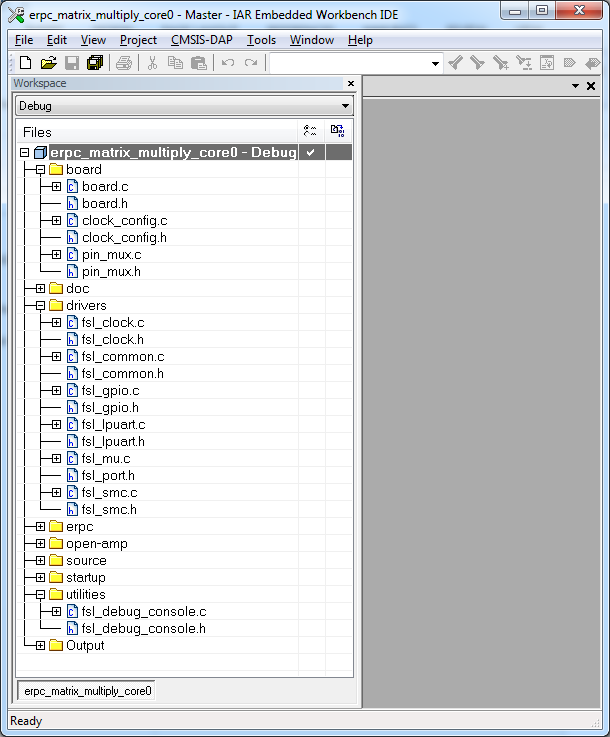 erpc_matrix_multiply_core0 - Master - IAR Embedded Workbench IDE
File Edit View Project CMSIS-DAP Tools Window Help
Workspace
Debug
Files
erpc_matrix_multiply_core0 - Debug
board
board.c
board.h
clock_config.c
clock_config.h
pin_mux.c
pin_mux.h
doc
drivers
fsl_clock.c
fsl_clock.h
fsl_common.c
fsl_common.h
fsl_gpio.c
fsl_gpio.h
fsl_lpuart.c
fsl_lpuart.h
fsl_mu.c
fsl_port.h
fsl_smc.c
fsl_smc.h
erpc
open-amp
source
startup
utilities
fsl_debug_console.c
fsl_debug_console.h
Output
erpc_matrix_multiply_core0
Ready